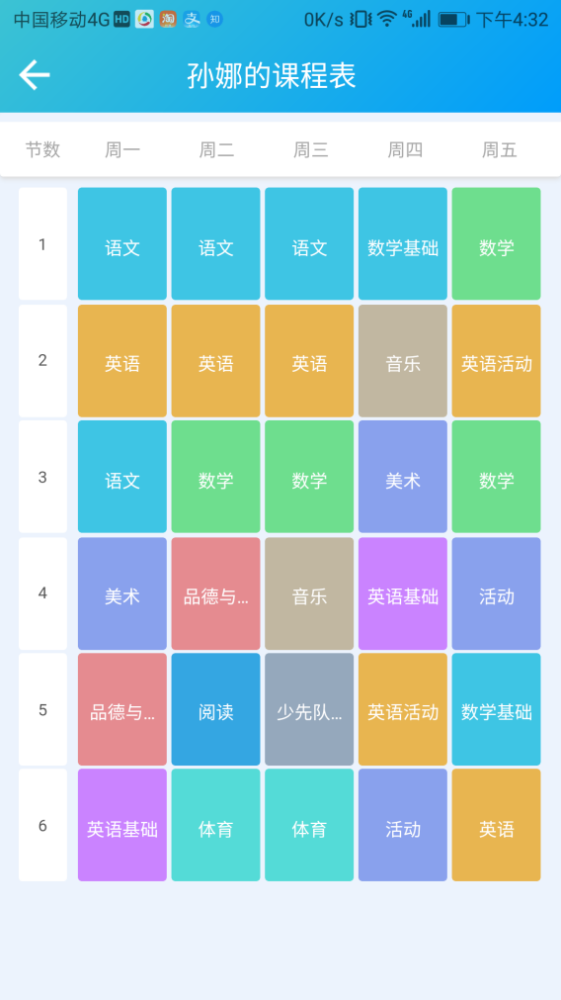 中国移动4G HD 淘 支 知 0K/s 4G 下午4:32
孙娜的课程表
节数 周一 周二 周三 周四 周五
1 语文 语文 语文 数学基础 数学
2 英语 英语 英语 音乐 英语活动
3 语文 数学 数学 美术 数学
4 美术 品德与... 音乐 英语基础 活动
5 品德与... 阅读 少先队... 英语活动 数学基础
6 英语基础 体育 体育 活动 英语